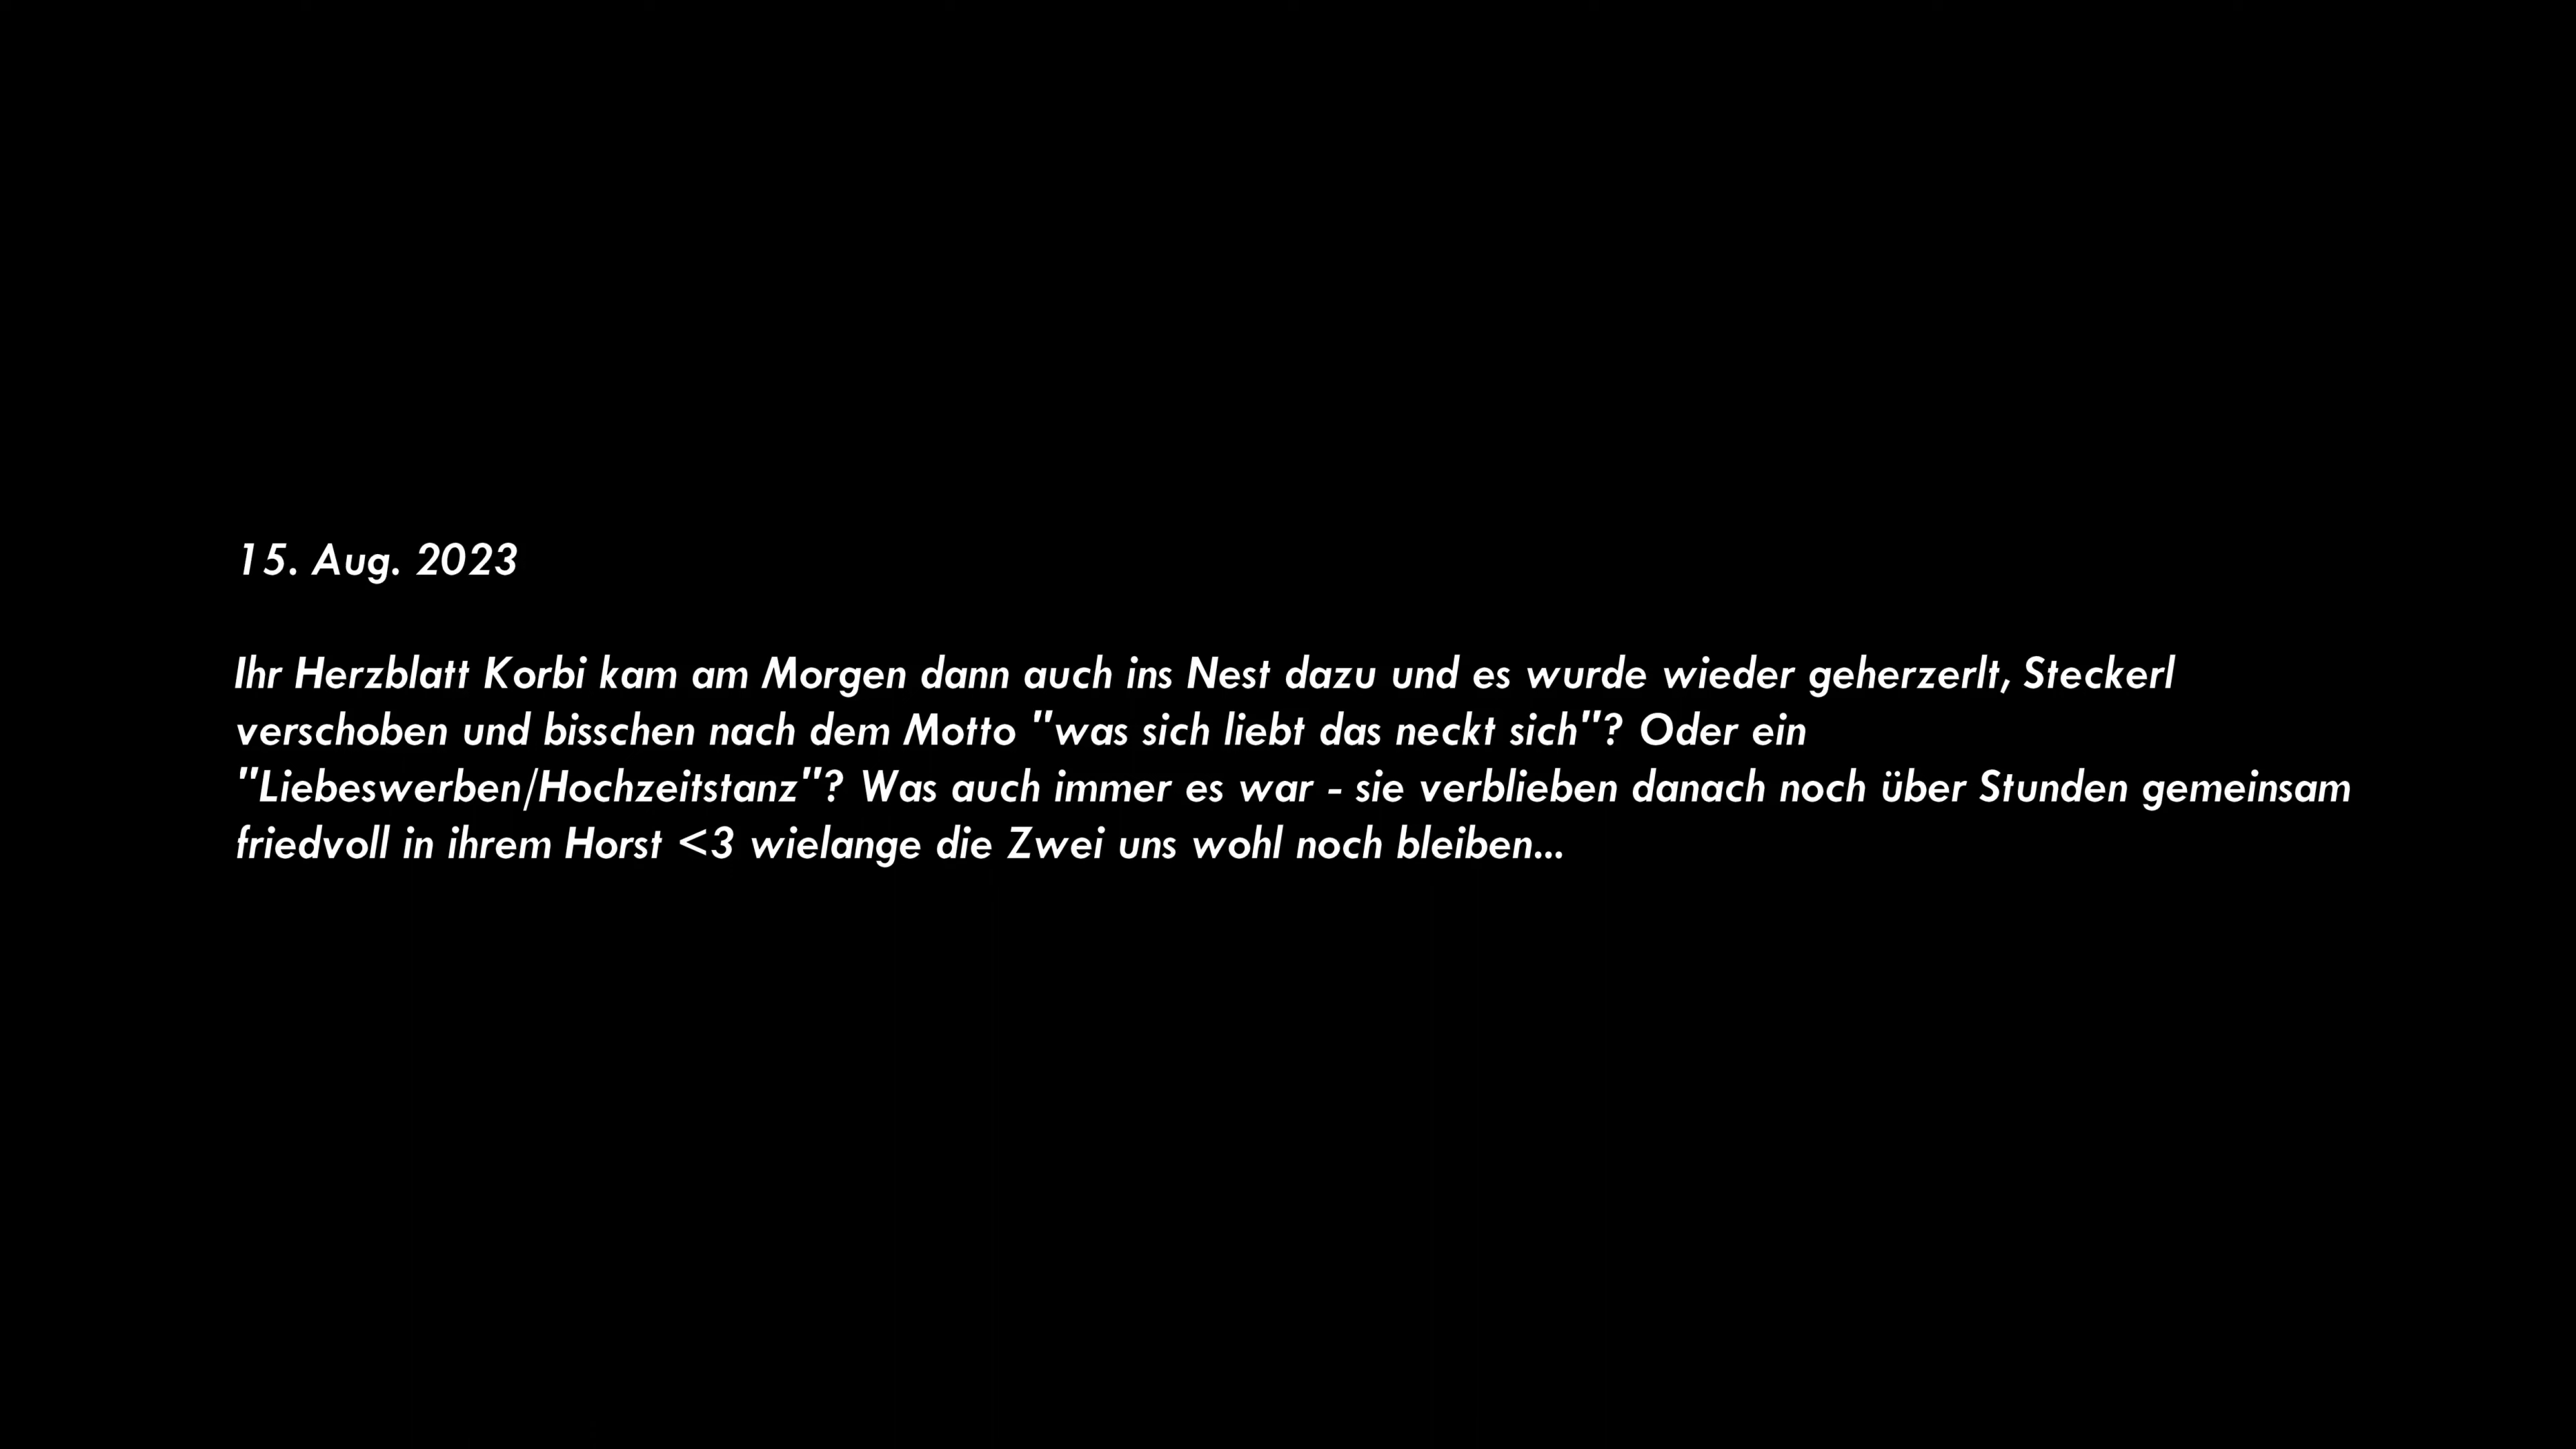 15. Aug. 2023
Ihr Herzblatt Korbi kam am Morgen dann auch ins Nest dazu und es wurde wieder geherzerlt, Steckerl
verschoben und bisschen nach dem Motto "was sich liebt das neckt sich"? Oder ein
"Liebeswerben/Hochzeitstanz"? Was auch immer es war - sie verblieben danach noch über Stunden gemeinsam
friedvoll in ihrem Horst <3 wielange die Zwei uns wohl noch bleiben...